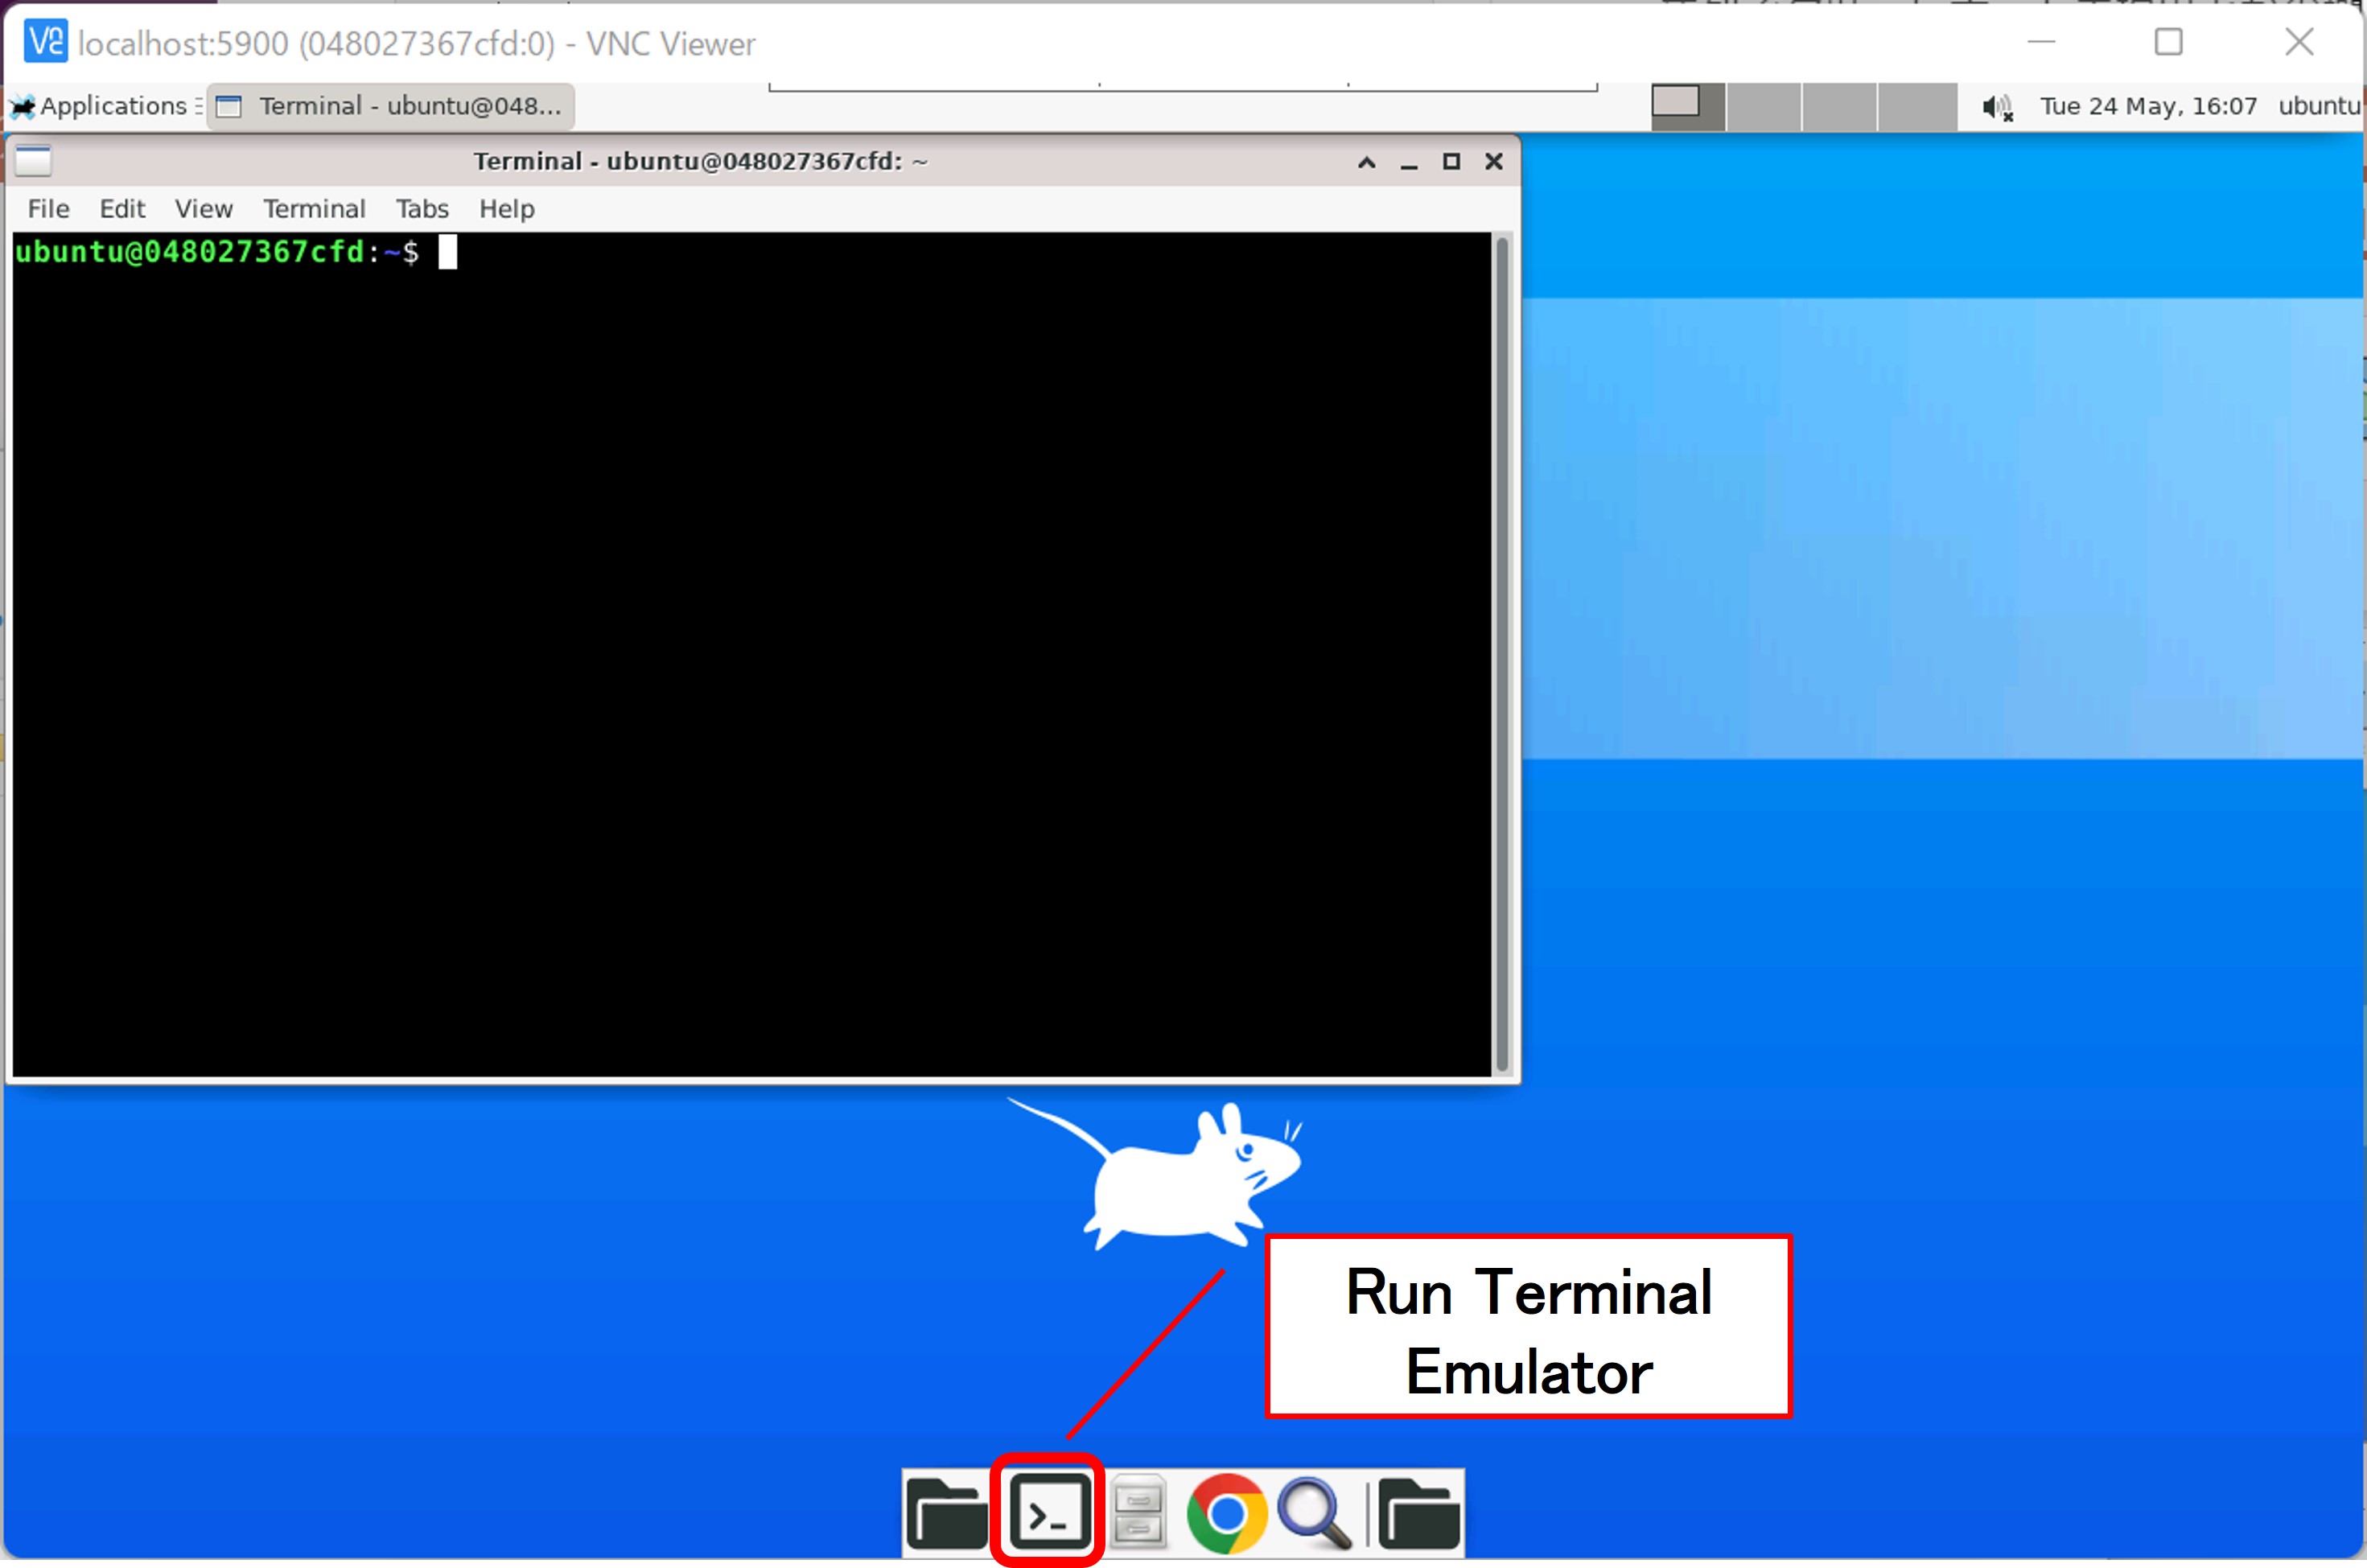 V2 localhost:5900 (048027367cfd:0) - VNC Viewer
Applications Terminal - ubuntu@048... Tue 24 May, 16:07 ubuntu
Terminal - ubuntu@048027367cfd: ~
File Edit View Terminal Tabs Help
ubuntu@048027367cfd:~$
Run Terminal
Emulator
>_